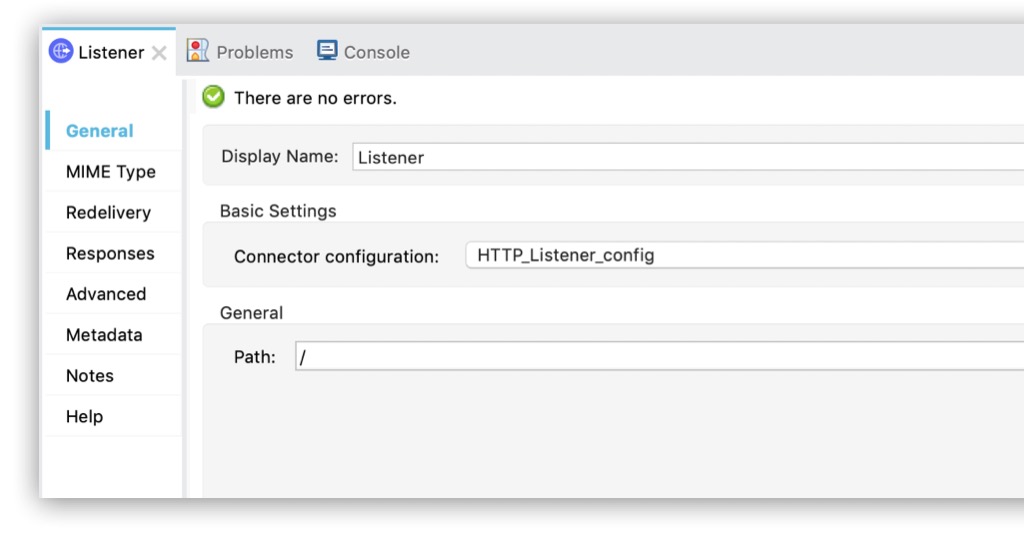 Listener Problems Console
There are no errors.
General
MIME Type
Redelivery
Responses
Advanced
Metadata
Notes
Help
Display Name: Listener
Basic Settings
Connector configuration: HTTP_Listener_config
General
Path: /